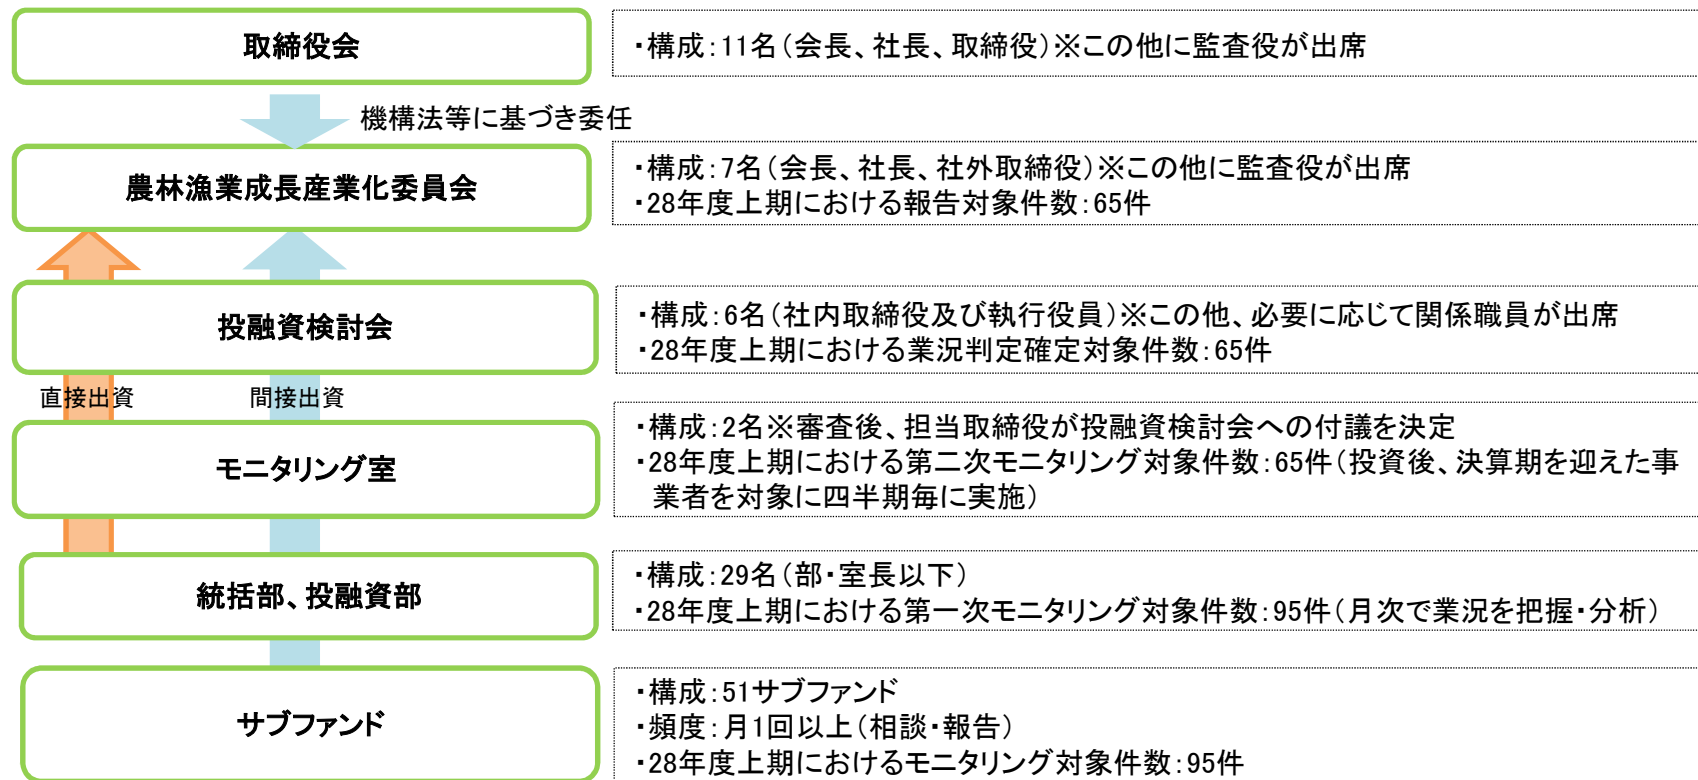 取締役会
・構成：11名（会長、社長、取締役）※この他に監査役が出席
機構法等に基づき委任
農林漁業成長産業化委員会
・構成：7名（会長、社長、社外取締役）※この他に監査役が出席
・28年度上期における報告対象件数：65件
投融資検討会
・構成：6名（社内取締役及び執行役員）※この他、必要に応じて関係職員が出席
・28年度上期における業況判定確定対象件数：65件
直接出資
間接出資
モニタリング室
・構成：2名※審査後、担当取締役が投融資検討会への付議を決定
・28年度上期における第二次モニタリング対象件数：65件（投資後、決算期を迎えた事
業者を対象に四半期毎に実施）
統括部、投融資部
・構成：29名（部・室長以下）
・28年度上期における第一次モニタリング対象件数：95件（月次で業況を把握・分析）
サブファンド
・構成：51サブファンド
・頻度：月1回以上（相談・報告）
・28年度上期におけるモニタリング対象件数：95件